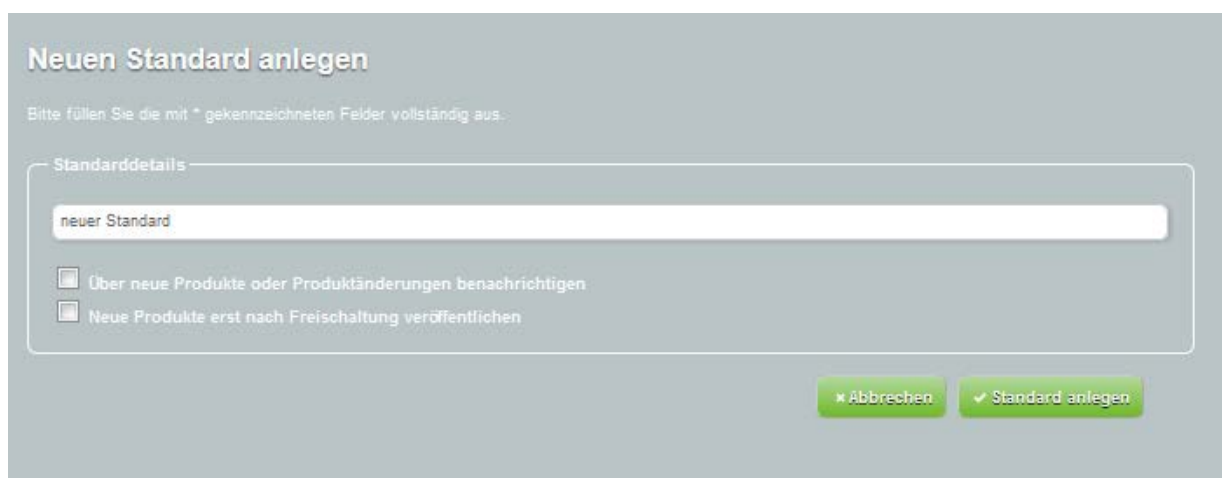 Neuen Standard anlegen
Bitte füllen Sie die mit * gekennzeichneten Felder vollständig aus.
Standarddetails
neuer Standard
Über neue Produkte oder Produktänderungen benachrichtigen
Neue Produkte erst nach Freischaltung veröffentlichen
× Abbrechen ✓ Standard anlegen